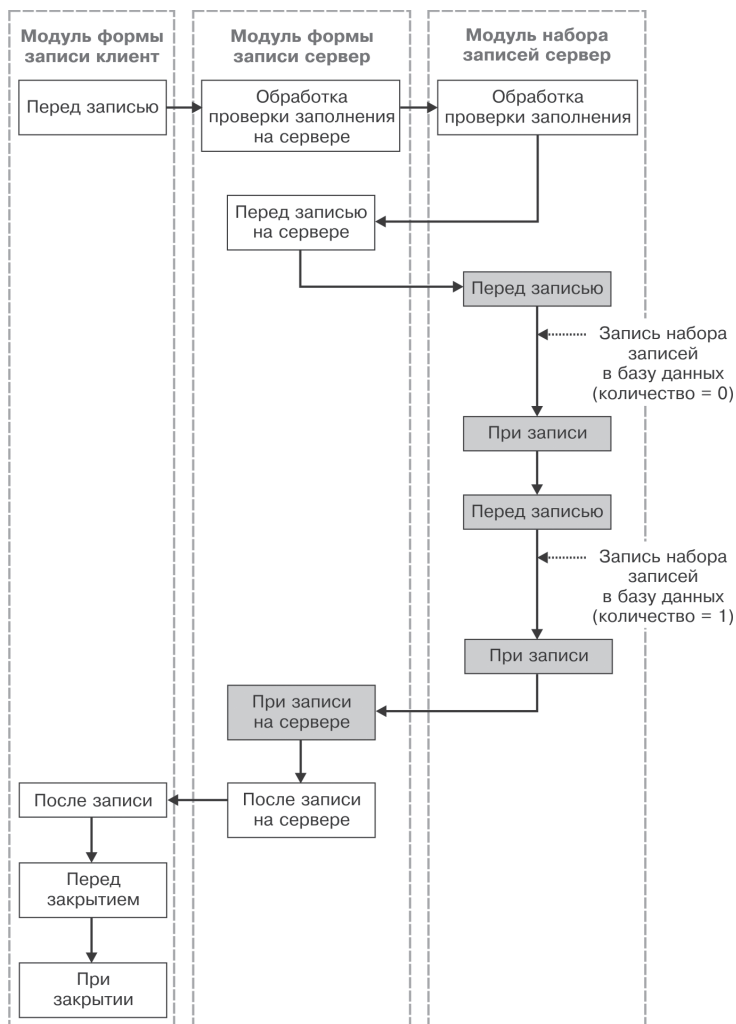 Модуль формы
записи клиент
Модуль формы
записи сервер
Модуль набора
записей сервер
Перед записью
Обработка
проверки заполнения
на сервере
Обработка
проверки заполнения
Перед записью
на сервере
Перед записью
Запись набора
записей
в базу данных
(количество = 0)
При записи
Перед записью
Запись набора
записей
в базу данных
(количество = 1)
При записи
При записи
на сервере
После записи
После записи
на сервере
Перед
закрытием
При
закрытии